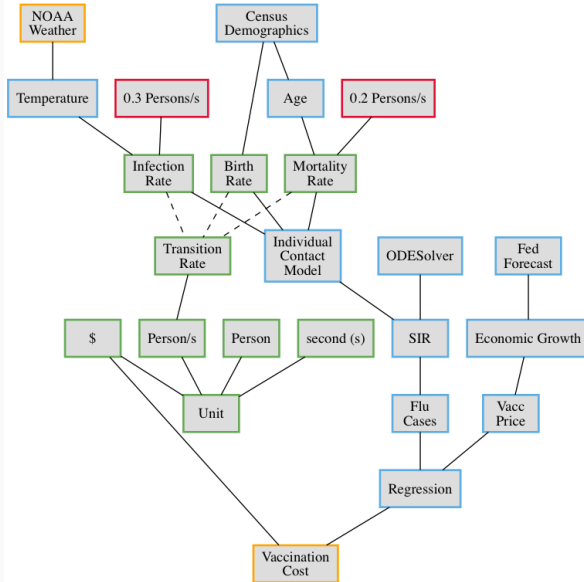 NOAA
Weather
Census
Demographics
Temperature
0.3 Persons/s
Age
0.2 Persons/s
Infection
Rate
Birth
Rate
Mortality
Rate
Transition
Rate
Individual
Contact
Model
ODESolver
Fed
Forecast
$
Person/s
Person
second (s)
SIR
Economic Growth
Unit
Flu
Cases
Vacc
Price
Regression
Vaccination
Cost